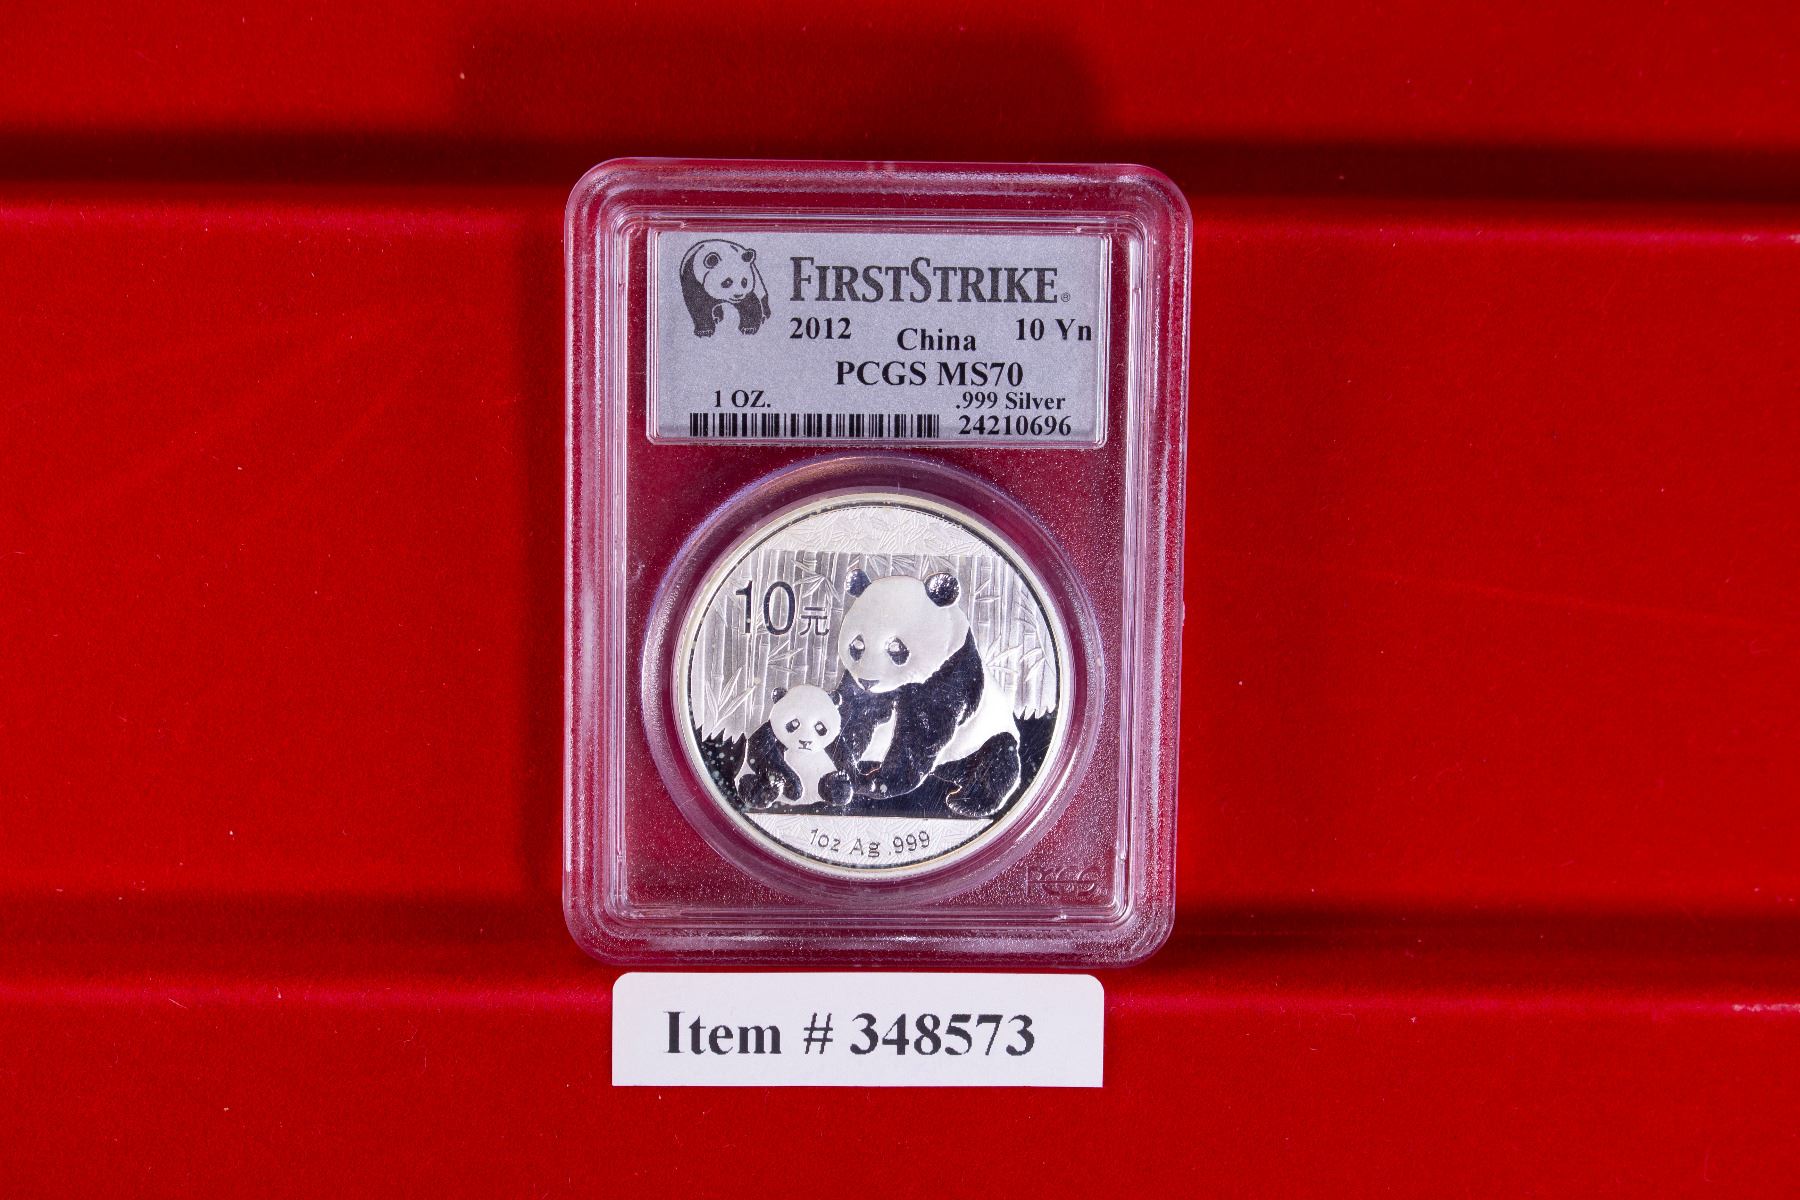 FIRSTSTRIKE®
2012 China 10 Yn
PCGS MS70
1 OZ. .999 Silver
24210696
10元
1oz Ag .999
PCGS
Item # 348573